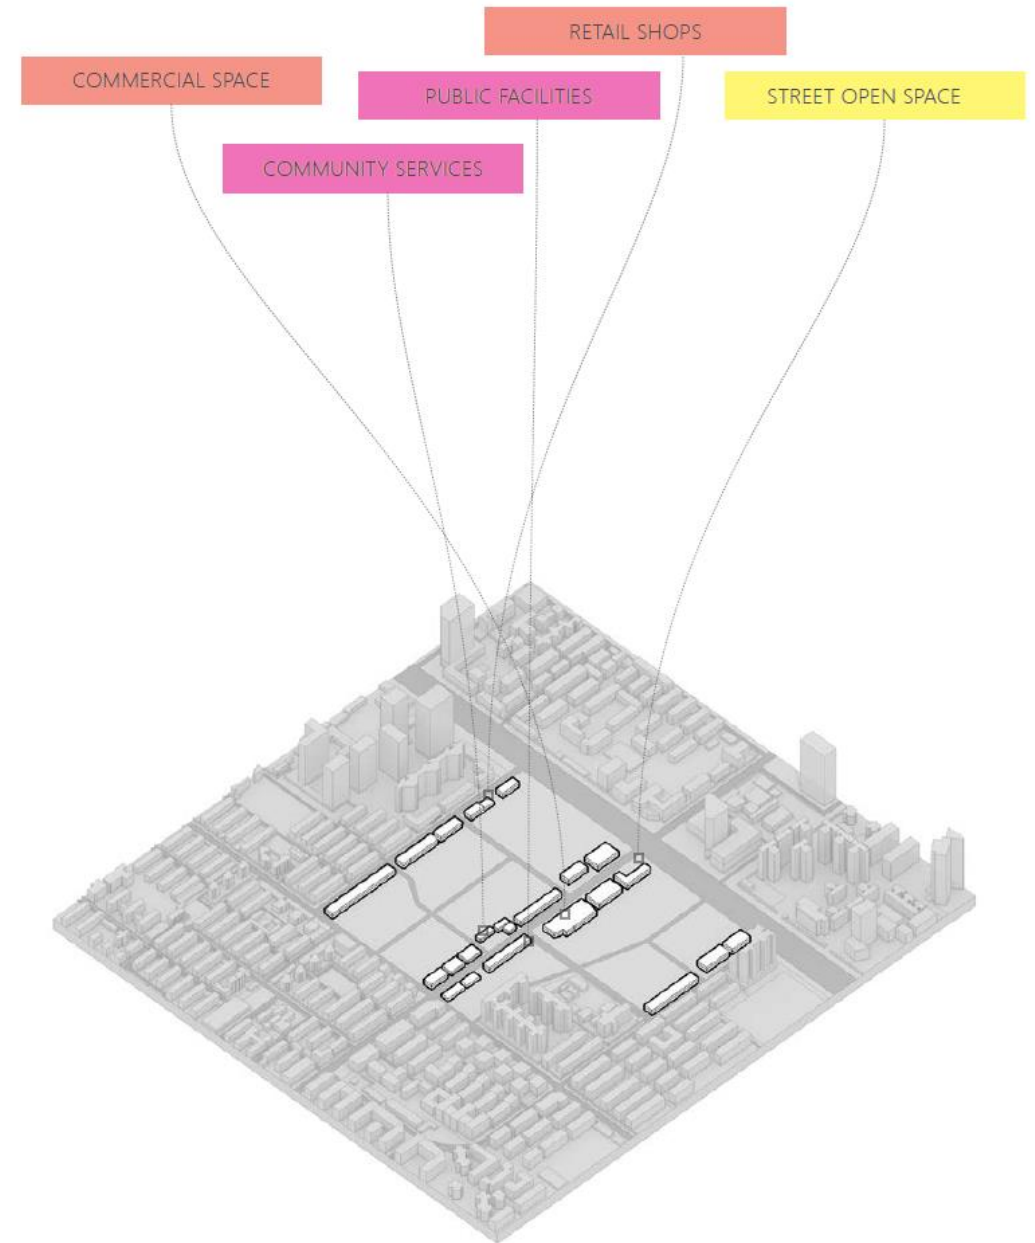 RETAIL SHOPS
COMMERCIAL SPACE
PUBLIC FACILITIES
STREET OPEN SPACE
COMMUNITY SERVICES